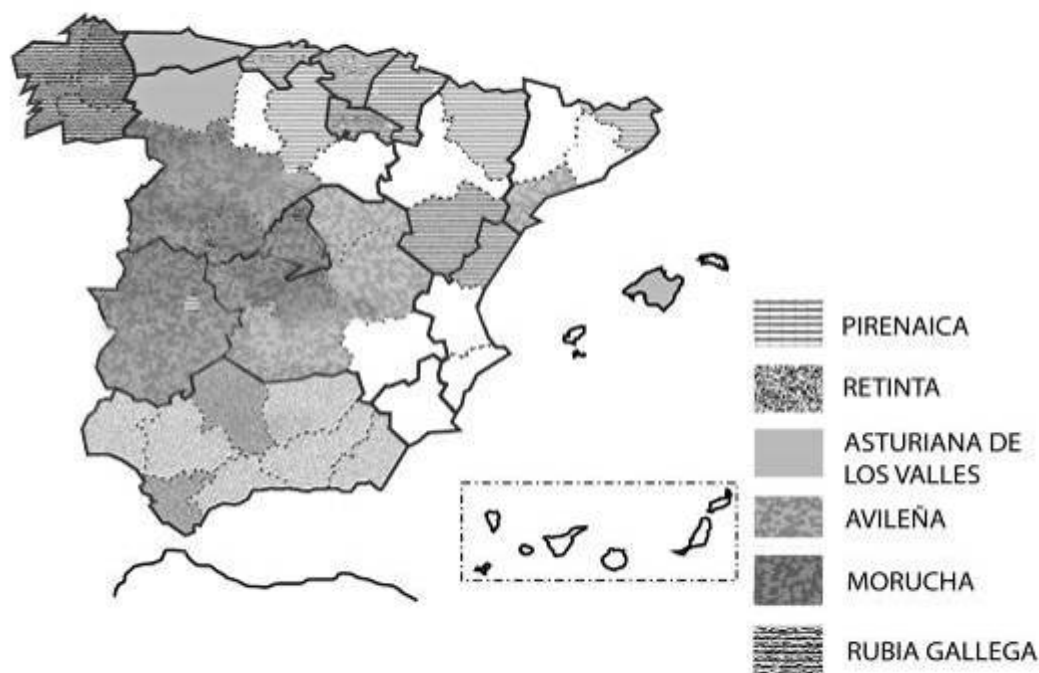 PIRENAICA
RETINTA
ASTURIANA DE
LOS VALLES
AVILEÑA
MORUCHA
RUBIA GALLEGA